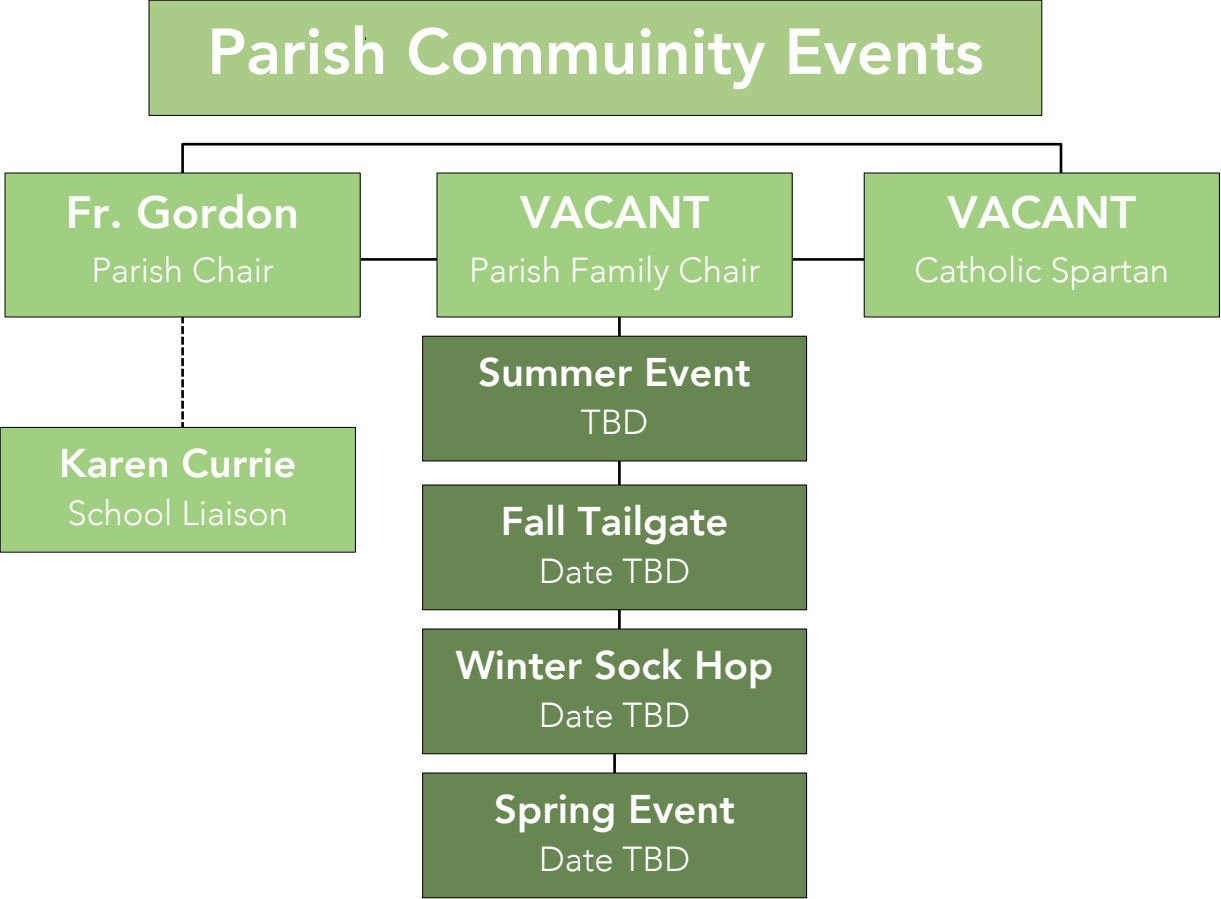 Parish Commuinity Events
Fr. Gordon
Parish Chair
VACANT
Parish Family Chair
VACANT
Catholic Spartan
Karen Currie
School Liaison
Summer Event
TBD
Fall Tailgate
Date TBD
Winter Sock Hop
Date TBD
Spring Event
Date TBD